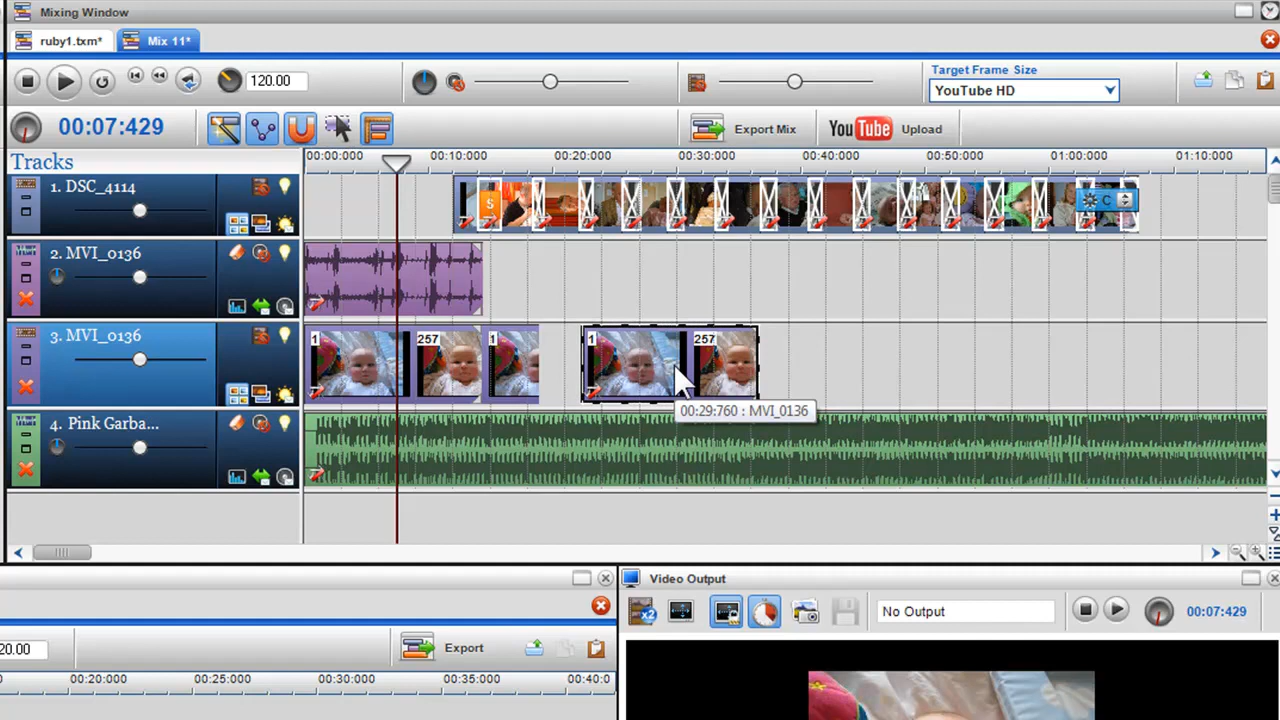 Mixing Window
ruby1.txm*
Mix 11*
120.00
Target Frame Size
YouTube HD
00:07:429
Export Mix
YouTube Upload
Tracks
00:00:000 00:10:000 00:20:000 00:30:000 00:40:000 00:50:000 01:00:000 01:10:000
1. DSC_4114
S
C
2. MVI_0136
3. MVI_0136
1 257 1 1 257
00:29:760 : MVI_0136
4. Pink Garba...
Video Output
x2
No Output
00:07:429
20.00
Export
00:20:000 00:25:000 00:30:000 00:35:000 00:40:0